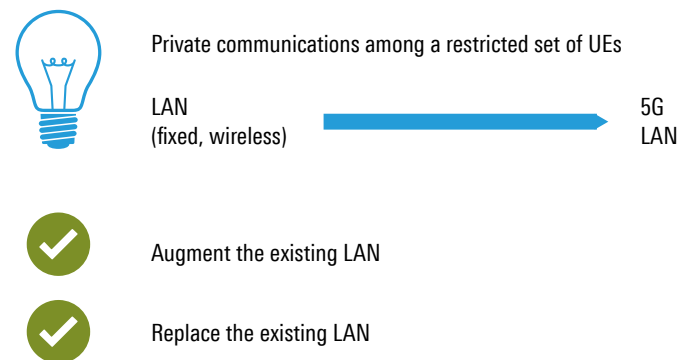 Private communications among a restricted set of UEs
LAN
(fixed, wireless)
5G
LAN
Augment the existing LAN
Replace the existing LAN